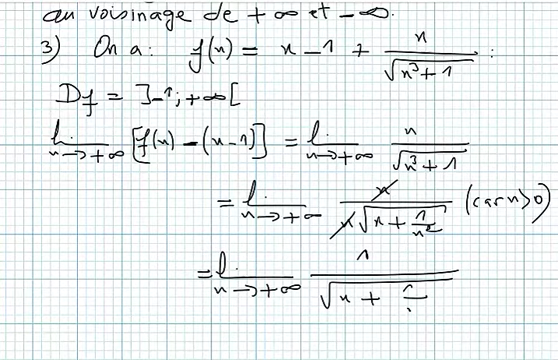 au voisinage de +∞ et -∞.
3) On a: f(x) = x - 1 + x/√(x³+1) :
Df = ]-1; +∞[
lim x→+∞ [f(x) - (x-1)] = lim x→+∞ x/√(x³+1)
= lim x→+∞ x/(x√(x + 1/x²)) (car x>0)
= lim x→+∞ 1/√(x +